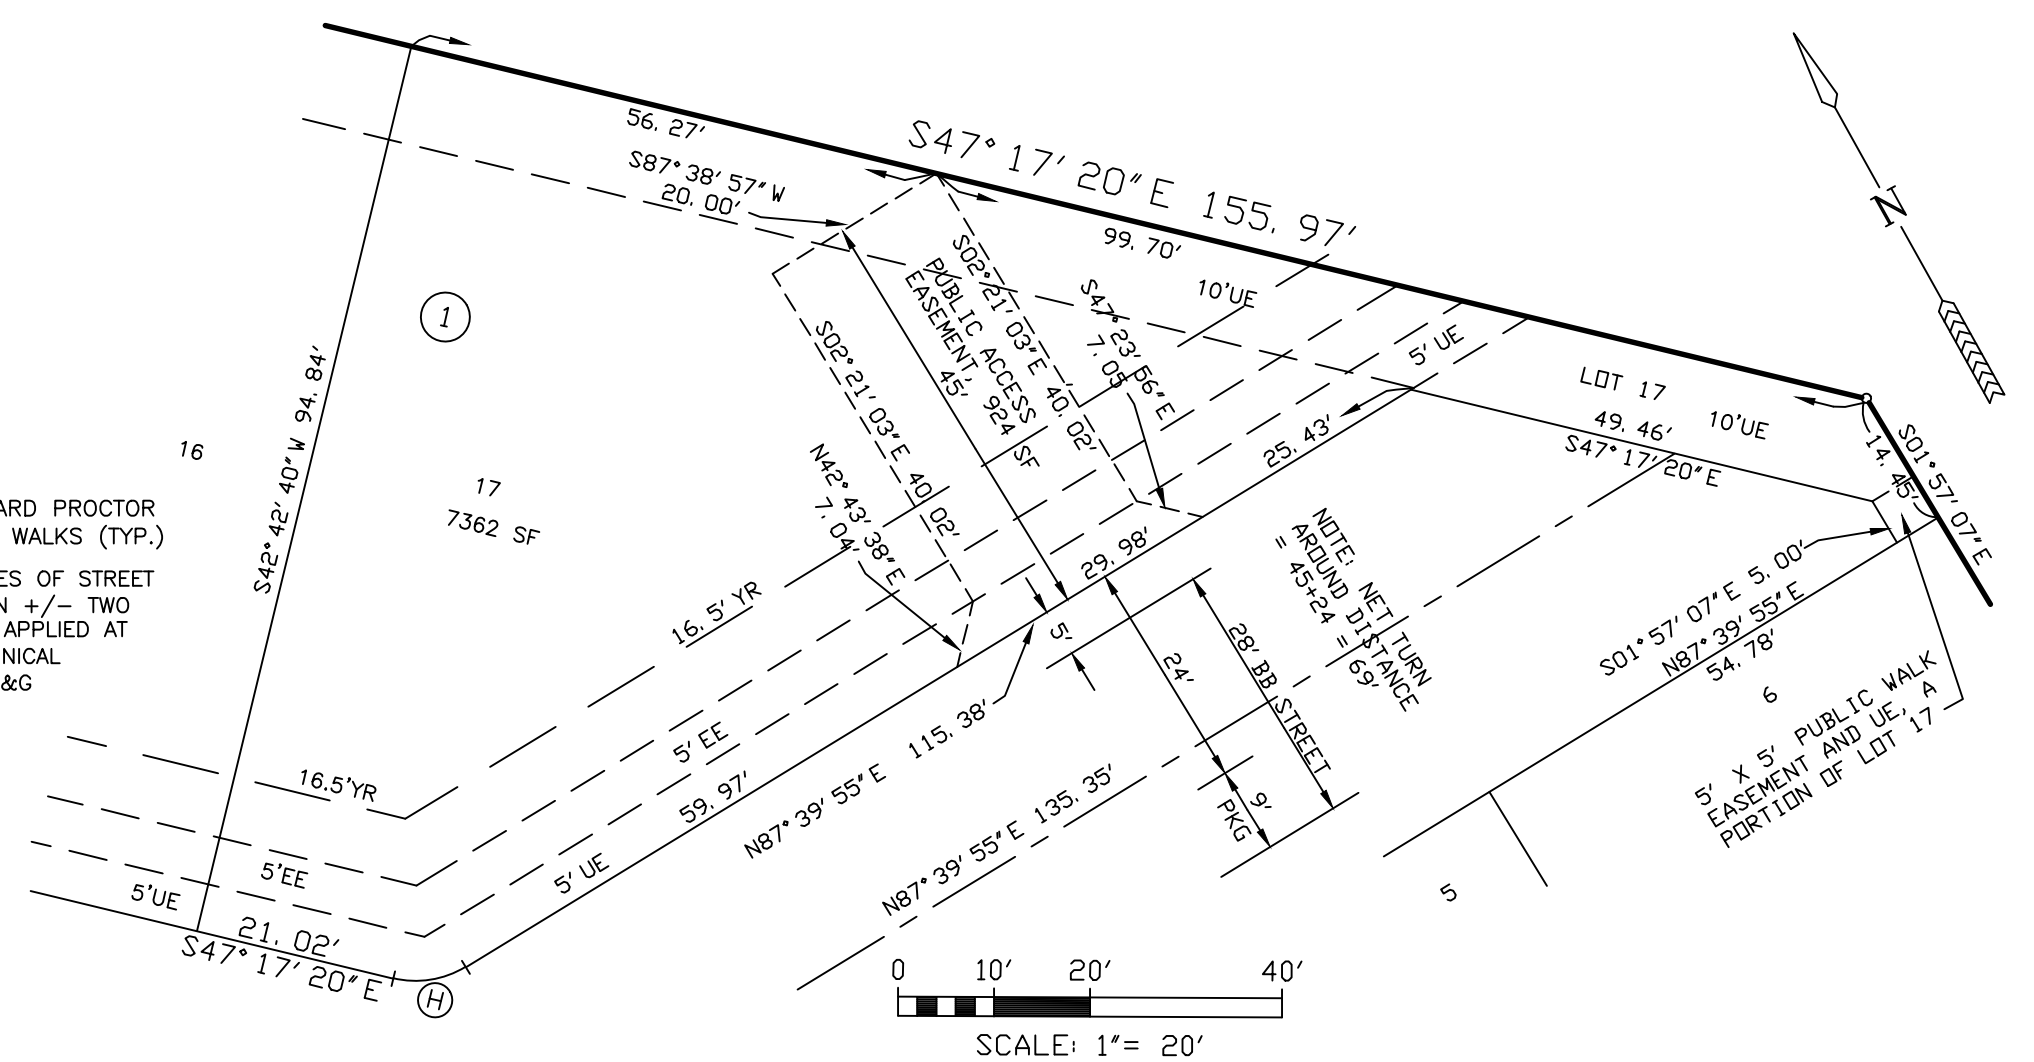 56.27'
S47°17'20"E 155.97'
S87°38'57"W
20.00'
99.70'
10'UE
N
1
S02°21'03"E 40.02'
PUBLIC ACCESS
EASEMENT, 924 SF
45'
S47°23'56"E
7.05'
S02°21'03"E 40.02'
5' UE
LOT 17
10'UE
49.46'
S47°17'20"E
14.45'
S01°57'07"E
S42°42'40"W 94.84'
16
17
7362 SF
ARD PROCTOR
WALKS (TYP.)
ES OF STREET
N +/- TWO
APPLIED AT
NICAL
&G
N42°43'38"E
7.04'
25.43'
29.98'
NOTE: NET TURN
AROUND DISTANCE
= 45+24 = 69'
S01°57'07"E 5.00'
N87°39'55"E
54.78'
16.5' YR
5'
24'
28' BB STREET
6
5' X 5' PUBLIC WALK
EASEMENT AND UE, A
PORTION OF LOT 17
5' EE
N87°39'55"E 115.38'
16.5'YR
59.97'
N87°39'55"E 135.35'
9'
PKG
5'EE
5' UE
5'UE
5
21.02'
S47°17'20"E
H
0 10' 20' 40'
SCALE: 1"= 20'